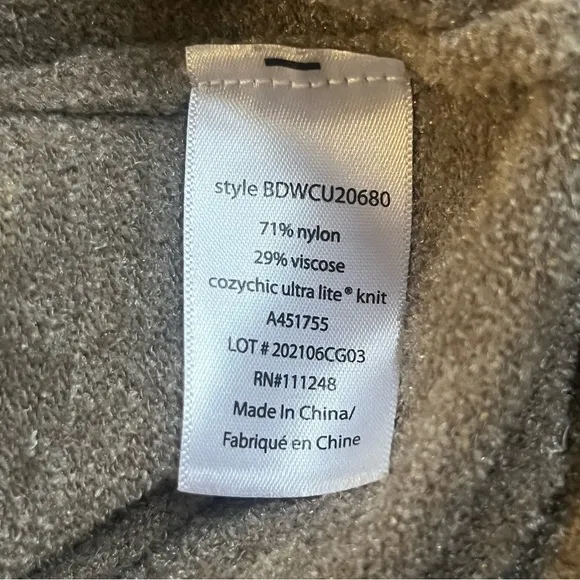 style BDWCU20680
71% nylon
29% viscose
cozychic ultra lite® knit
A451755
LOT # 202106CG03
RN#111248
Made In China/
Fabriqué en Chine